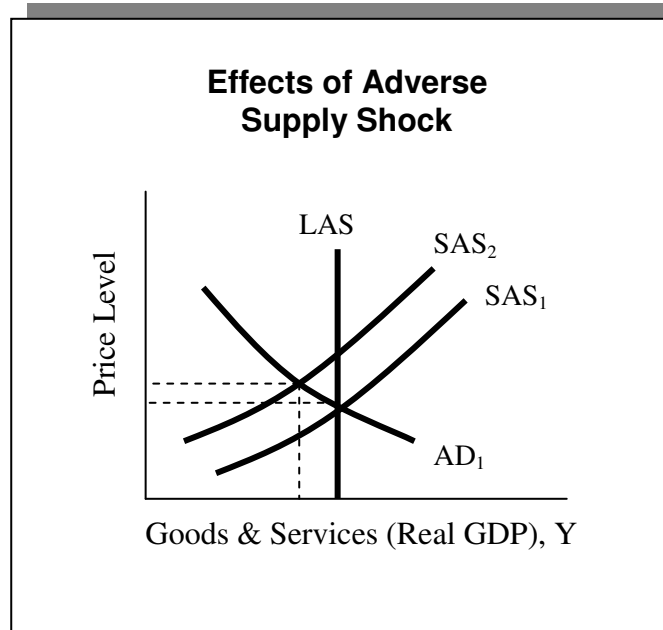 Effects of Adverse
Supply Shock
LAS
SAS₂
SAS₁
Price Level
AD₁
Goods & Services (Real GDP), Y